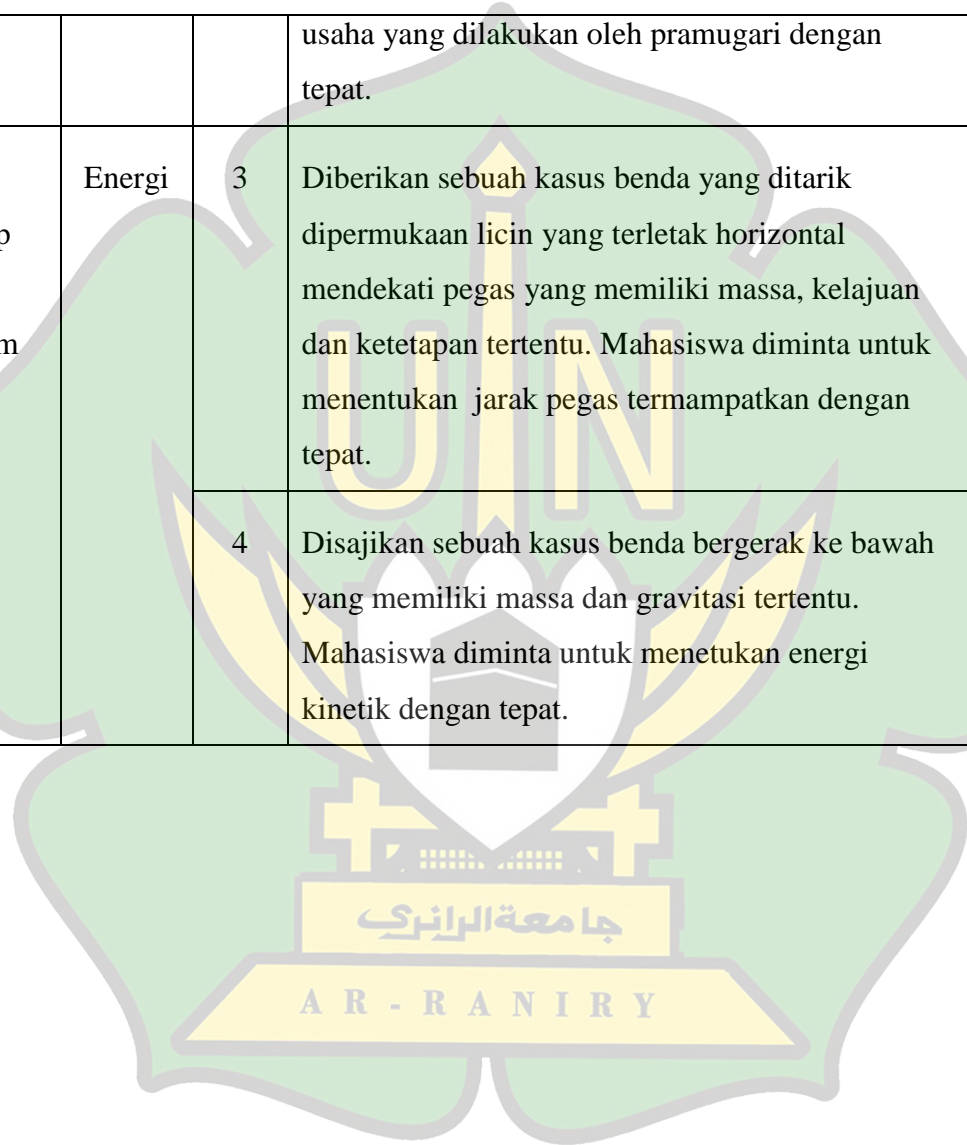 usaha yang dilakukan oleh pramugari dengan
tepat.
Energi
3
Diberikan sebuah kasus benda yang ditarik
dipermukaan licin yang terletak horizontal
mendekati pegas yang memiliki massa, kelajuan
dan ketetapan tertentu. Mahasiswa diminta untuk
menentukan jarak pegas termampatkan dengan
tepat.
p
m
4
Disajikan sebuah kasus benda bergerak ke bawah
yang memiliki massa dan gravitasi tertentu.
Mahasiswa diminta untuk menetukan energi
kinetik dengan tepat.
UIN
جامعةالرانري
AR-RANIRY